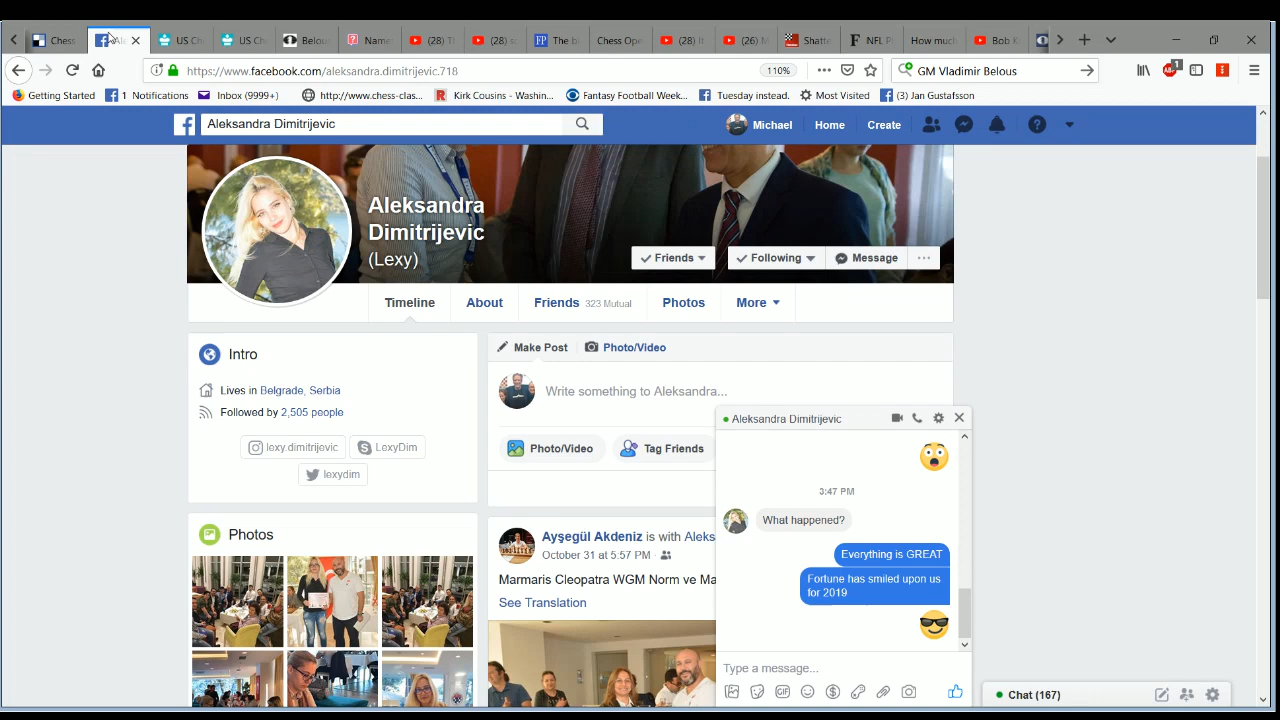 Chess
Al
US Ch
US Ch
Belou
Name
(28) T
(28) s
The b
Chess Ope
(28) It
(26) M
Shatte
NFL P
How much
Bob K
https://www.facebook.com/aleksandra.dimitrijevic.718
110%
GM Vladimir Belous
1
Getting Started
1 Notifications
Inbox (9999+)
http://www.chess-clas...
Kirk Cousins - Washin...
Fantasy Football Week...
Tuesday instead.
Most Visited
(3) Jan Gustafsson
Aleksandra Dimitrijevic
Michael
Home
Create
Aleksandra
Dimitrijevic
(Lexy)
Friends
Following
Message
Timeline
About
Friends 323 Mutual
Photos
More
Intro
Lives in Belgrade, Serbia
Followed by 2,505 people
lexy.dimitrijevic
LexyDim
lexydim
Photos
Make Post
Photo/Video
Write something to Aleksandra...
Photo/Video
Tag Friends
Ayşegül Akdeniz is with Aleks
October 31 at 5:57 PM
Marmaris Cleopatra WGM Norm ve Ma
See Translation
Aleksandra Dimitrijevic
3:47 PM
What happened?
Everything is GREAT
Fortune has smiled upon us
for 2019
Type a message...
GIF
Chat (167)